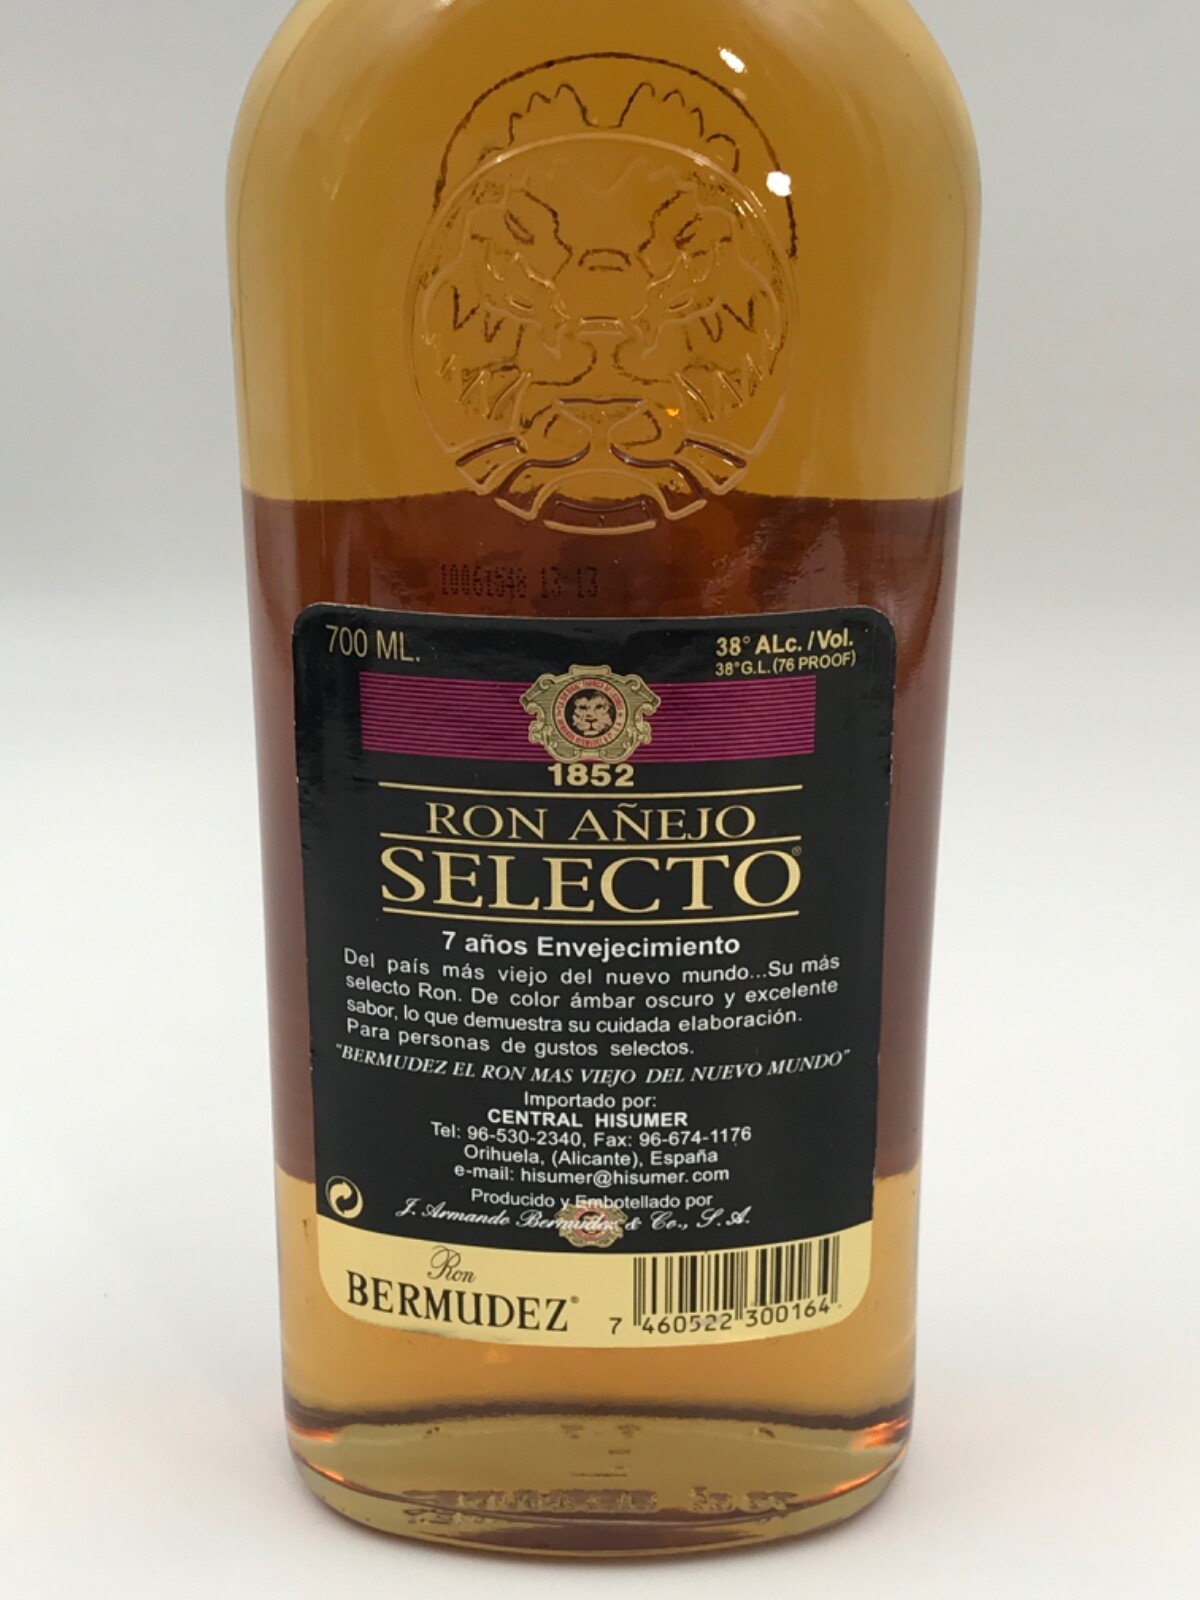 700 ML.
38° ALc. /Vol.
38°G.L.(76 PROOF)
1852
RON AÑEJO
SELECTO®
7 años Envejecimiento
Del país más viejo del nuevo mundo...Su más
selecto Ron. De color ámbar oscuro y excelente
sabor, lo que demuestra su cuidada elaboración.
Para personas de gustos selectos.
"BERMUDEZ EL RON MAS VIEJO DEL NUEVO MUNDO"
Importado por:
CENTRAL HISUMER
Tel: 96-530-2340, Fax: 96-674-1176
Orihuela, (Alicante), España
e-mail: hisumer@hisumer.com
Producido y Embotellado por
J. Armando Bermúdez & Co., S.A.
Ron
BERMUDEZ®
7 460522 300164